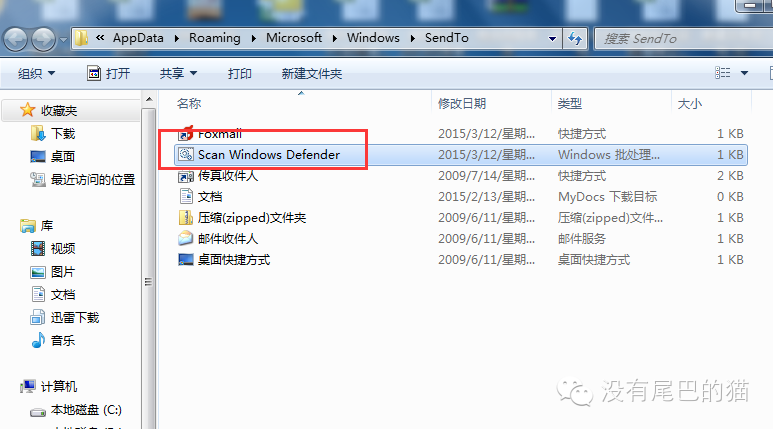 « AppData Roaming Microsoft Windows SendTo
搜索 SendTo
组织 打开 共享 打印 新建文件夹
收藏夹
下载
桌面
最近访问的位置
库
视频
图片
文档
迅雷下载
音乐
计算机
本地磁盘 (C:)
名称 修改日期 类型 大小
Foxmail 2015/3/12/星期... 快捷方式 1 KB
Scan Windows Defender 2015/3/12/星期... Windows 批处理... 1 KB
传真收件人 2009/7/14/星期... 快捷方式 2 KB
文档 2015/2/13/星期... MyDocs 下载目标 0 KB
压缩(zipped)文件夹 2009/6/11/星期... 压缩(zipped)文件... 1 KB
邮件收件人 2009/6/11/星期... 邮件服务 1 KB
桌面快捷方式 2009/6/11/星期... 桌面快捷方式 1 KB
没有尾巴的猫